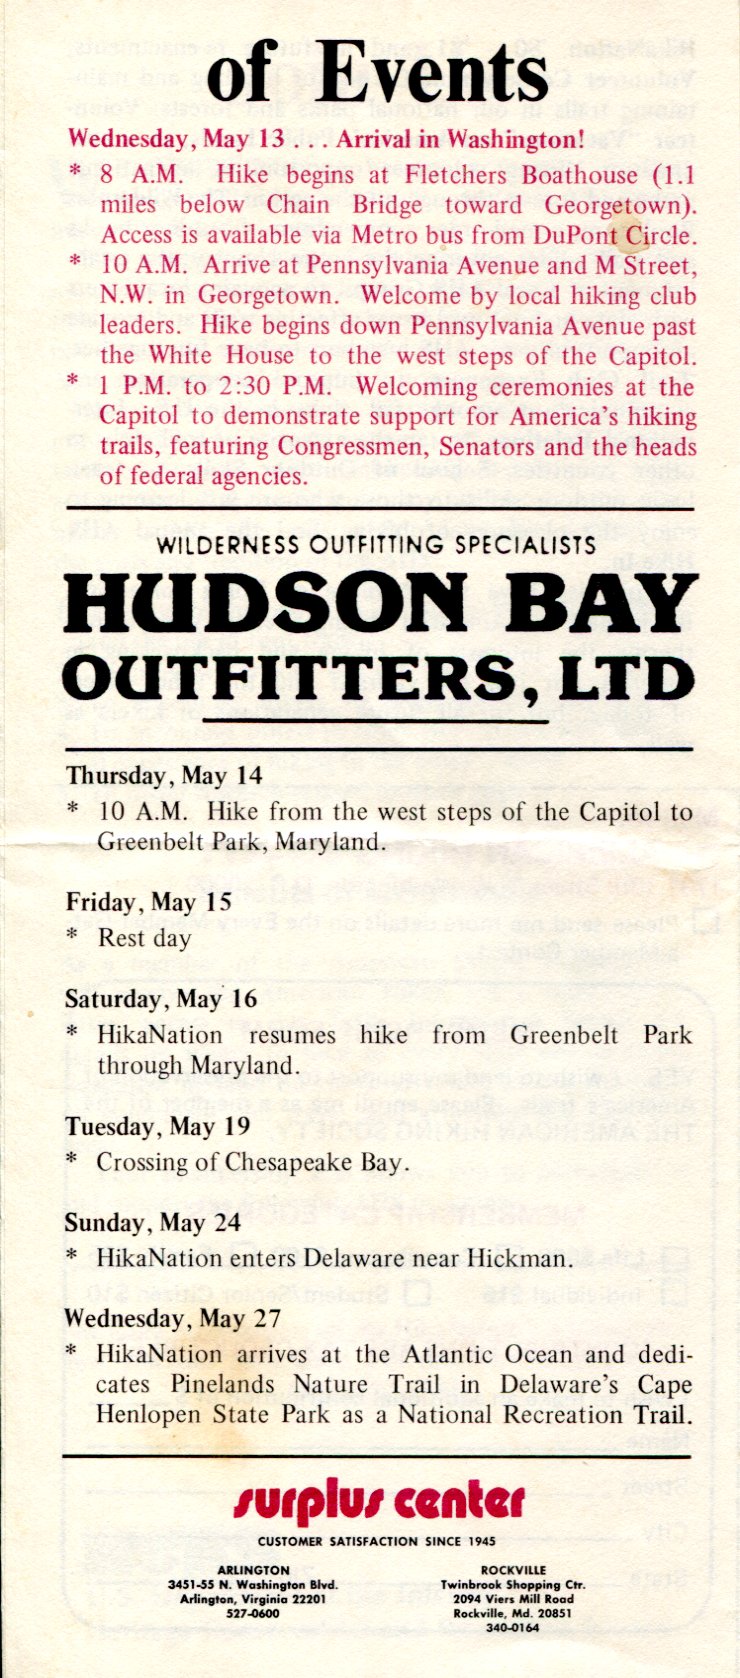 of Events
Wednesday, May 13 . . . Arrival in Washington!
* 8 A.M. Hike begins at Fletchers Boathouse (1.1
miles below Chain Bridge toward Georgetown).
Access is available via Metro bus from DuPont Circle.
* 10 A.M. Arrive at Pennsylvania Avenue and M Street,
N.W. in Georgetown. Welcome by local hiking club
leaders. Hike begins down Pennsylvania Avenue past
the White House to the west steps of the Capitol.
* 1 P.M. to 2:30 P.M. Welcoming ceremonies at the
Capitol to demonstrate support for America's hiking
trails, featuring Congressmen, Senators and the heads
of federal agencies.
WILDERNESS OUTFITTING SPECIALISTS
HUDSON BAY
OUTFITTERS, LTD
Thursday, May 14
* 10 A.M. Hike from the west steps of the Capitol to
Greenbelt Park, Maryland.
Friday, May 15
* Rest day
Saturday, May 16
* HikaNation resumes hike from Greenbelt Park
through Maryland.
Tuesday, May 19
* Crossing of Chesapeake Bay.
Sunday, May 24
* HikaNation enters Delaware near Hickman.
Wednesday, May 27
* HikaNation arrives at the Atlantic Ocean and dedi-
cates Pinelands Nature Trail in Delaware's Cape
Henlopen State Park as a National Recreation Trail.
surplus center
CUSTOMER SATISFACTION SINCE 1945
ARLINGTON
3451-55 N. Washington Blvd.
Arlington, Virginia 22201
527-0600
ROCKVILLE
Twinbrook Shopping Ctr.
2094 Viers Mill Road
Rockville, Md. 20851
340-0164